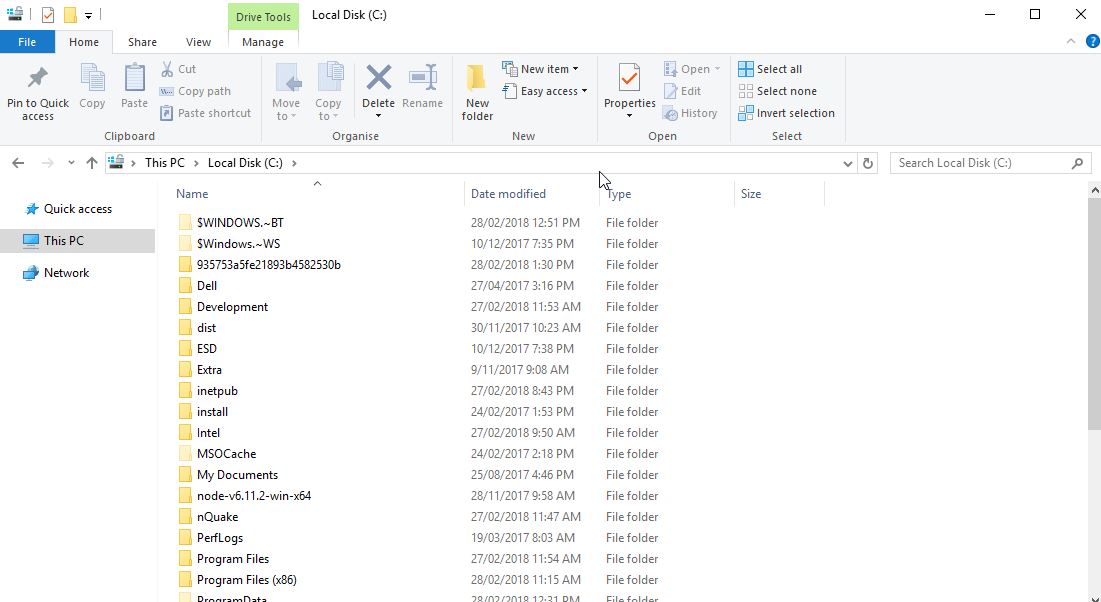 Drive Tools Local Disk (C:)
File Home Share View Manage
Pin to Quick access
Copy
Paste
Cut
Copy path
Paste shortcut
Clipboard
Move to
Copy to
Delete
Rename
Organise
New folder
New item
Easy access
New
Properties
Open
Edit
History
Open
Select all
Select none
Invert selection
Select
This PC Local Disk (C:)
Search Local Disk (C:)
Quick access
This PC
Network
Name Date modified Type Size
$WINDOWS.~BT 28/02/2018 12:51 PM File folder
$Windows.~WS 10/12/2017 7:35 PM File folder
935753a5fe21893b4582530b 28/02/2018 1:30 PM File folder
Dell 27/04/2017 3:16 PM File folder
Development 27/02/2018 11:53 AM File folder
dist 30/11/2017 10:23 AM File folder
ESD 10/12/2017 7:38 PM File folder
Extra 9/11/2017 9:08 AM File folder
inetpub 27/02/2018 8:43 PM File folder
install 24/02/2017 1:53 PM File folder
Intel 27/02/2018 9:50 AM File folder
MSOCache 24/02/2017 2:18 PM File folder
My Documents 25/08/2017 4:46 PM File folder
node-v6.11.2-win-x64 28/11/2017 9:58 AM File folder
nQuake 27/02/2018 11:47 AM File folder
PerfLogs 19/03/2017 8:03 AM File folder
Program Files 27/02/2018 11:54 AM File folder
Program Files (x86) 28/02/2018 11:15 AM File folder
ProgramData 28/02/2018 12:31 PM File folder